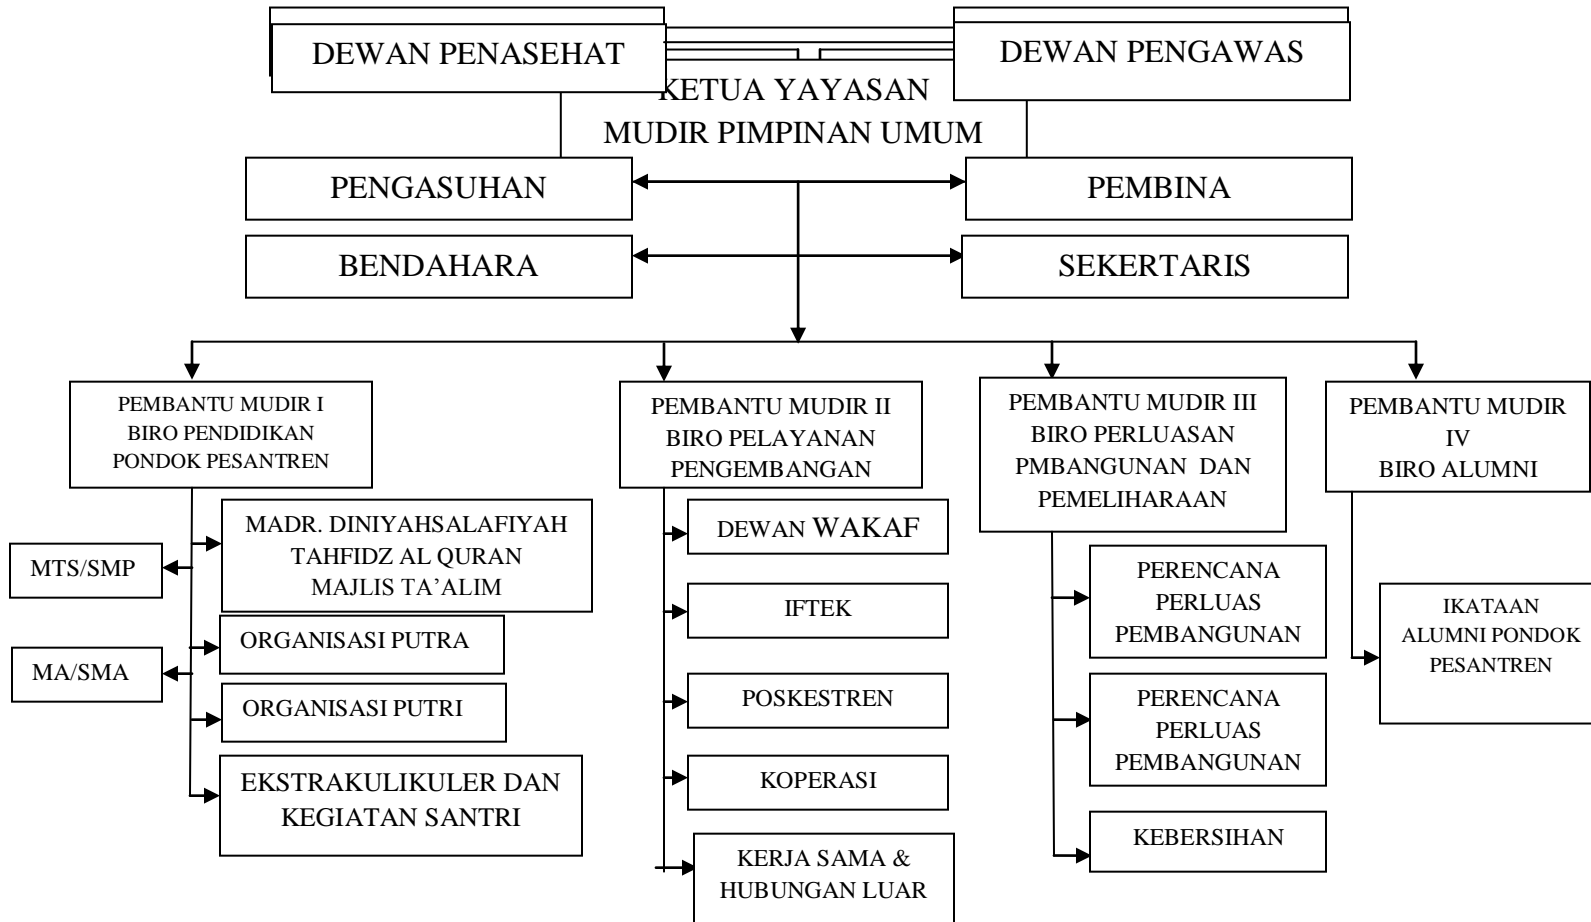 DEWAN PENASEHAT
DEWAN PENGAWAS
KETUA YAYASAN
MUDIR PIMPINAN UMUM
PENGASUHAN
PEMBINA
BENDAHARA
SEKERTARIS
PEMBANTU MUDIR I
BIRO PENDIDIKAN
PONDOK PESANTREN
PEMBANTU MUDIR II
BIRO PELAYANAN
PENGEMBANGAN
PEMBANTU MUDIR III
BIRO PERLUASAN
PMBANGUNAN DAN
PEMELIHARAAN
PEMBANTU MUDIR
IV
BIRO ALUMNI
MTS/SMP
MA/SMA
MADR. DINIYAHSALAFIYAH
TAHFIDZ AL QURAN
MAJLIS TA’ALIM
ORGANISASI PUTRA
ORGANISASI PUTRI
EKSTRAKULIKULER DAN
KEGIATAN SANTRI
DEWAN WAKAF
IFTEK
POSKESTREN
KOPERASI
KERJA SAMA &
HUBUNGAN LUAR
PERENCANA
PERLUAS
PEMBANGUNAN
PERENCANA
PERLUAS
PEMBANGUNAN
KEBERSIHAN
IKATAAN
ALUMNI PONDOK
PESANTREN